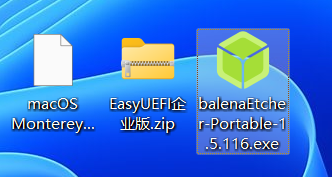 macOS
Monterey...
EasyUEFI企
业版.zip
balenaEtche
r-Portable-1
.5.116.exe